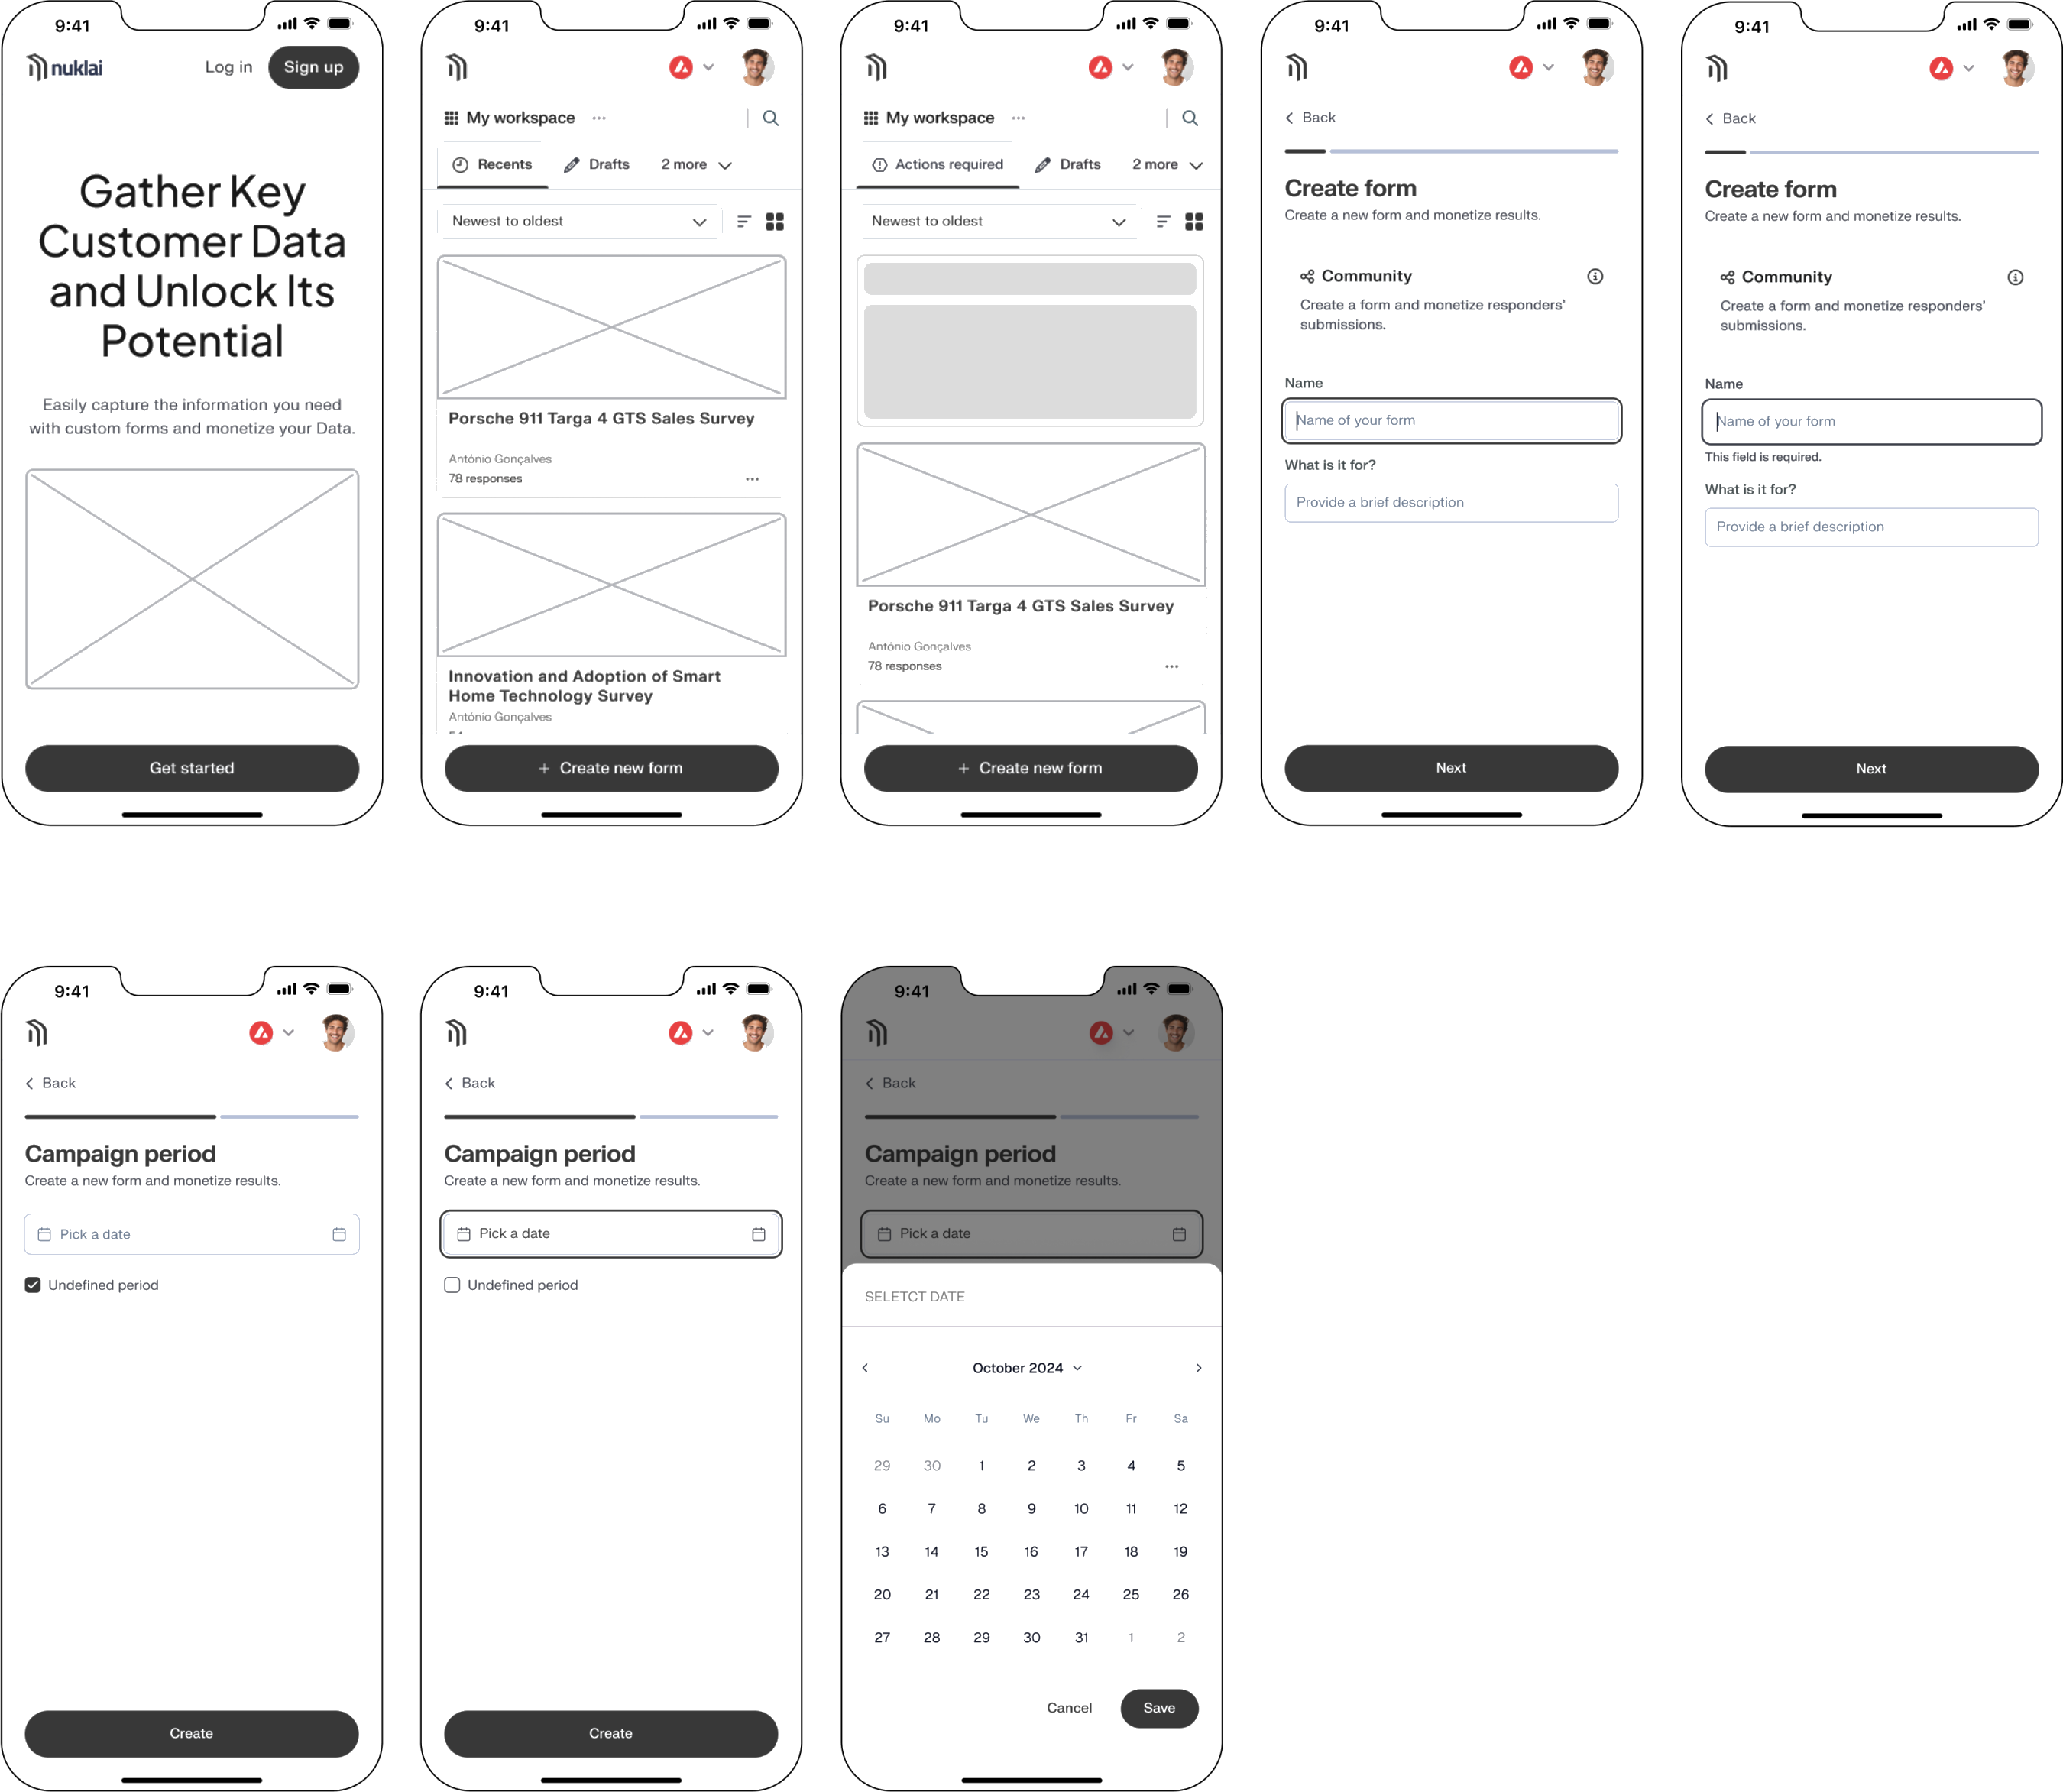 9:41
nuklai
Log in
Sign up
Gather Key
Customer Data
and Unlock Its
Potential
Easily capture the information you need
with custom forms and monetize your Data.
Get started
9:41
My workspace
Recents
Drafts
2 more
Newest to oldest
Porsche 911 Targa 4 GTS Sales Survey
António Gonçalves
78 responses
Innovation and Adoption of Smart
Home Technology Survey
António Gonçalves
+ Create new form
9:41
My workspace
Actions required
Drafts
2 more
Newest to oldest
Porsche 911 Targa 4 GTS Sales Survey
António Gonçalves
78 responses
+ Create new form
9:41
Back
Create form
Create a new form and monetize results.
Community
Create a form and monetize responders'
submissions.
Name
Name of your form
What is it for?
Provide a brief description
Next
9:41
Back
Create form
Create a new form and monetize results.
Community
Create a form and monetize responders'
submissions.
Name
Name of your form
This field is required.
What is it for?
Provide a brief description
Next
9:41
Back
Campaign period
Create a new form and monetize results.
Pick a date
Undefined period
Create
9:41
Back
Campaign period
Create a new form and monetize results.
Pick a date
Undefined period
Create
9:41
Back
Campaign period
Create a new form and monetize results.
Pick a date
SELETCT DATE
October 2024
Su Mo Tu We Th Fr Sa
29 30 1 2 3 4 5
6 7 8 9 10 11 12
13 14 15 16 17 18 19
20 21 22 23 24 25 26
27 28 29 30 31 1 2
Cancel
Save